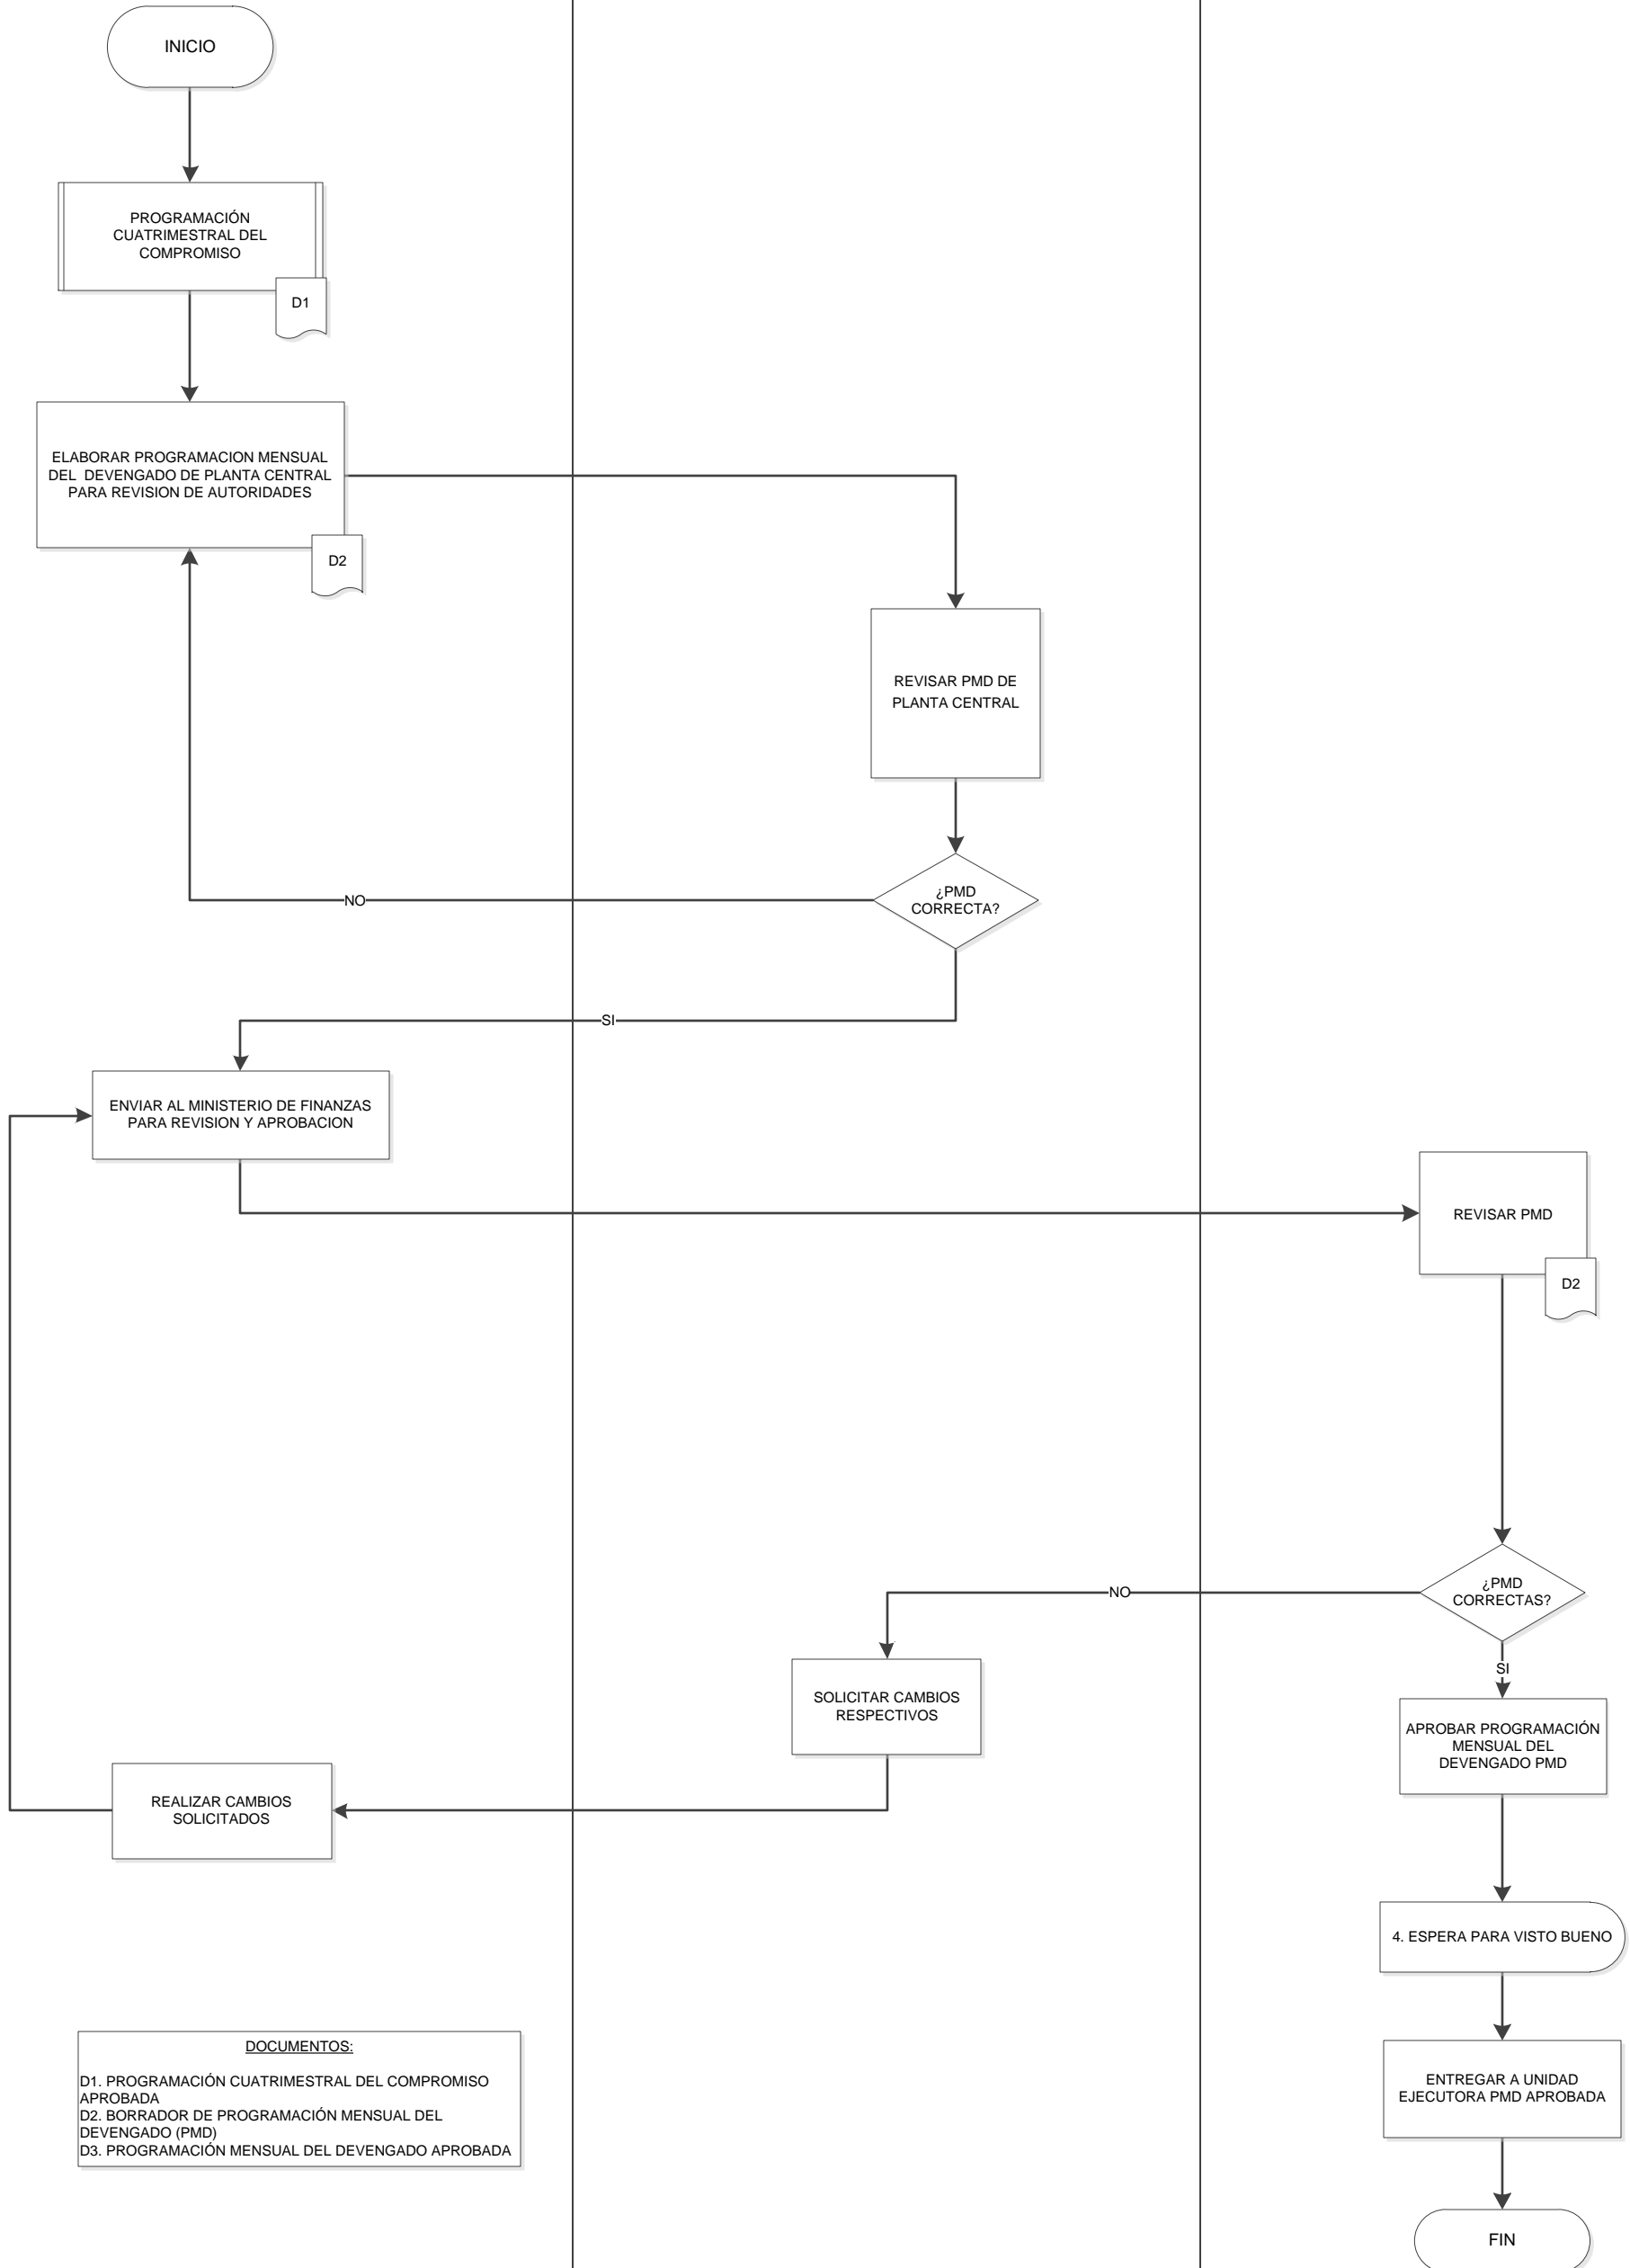 INICIO
PROGRAMACIÓN
CUATRIMESTRAL DEL
COMPROMISO
D1
ELABORAR PROGRAMACION MENSUAL
DEL DEVENGADO DE PLANTA CENTRAL
PARA REVISION DE AUTORIDADES
D2
REVISAR PMD DE
PLANTA CENTRAL
¿PMD
CORRECTA?
NO
SI
ENVIAR AL MINISTERIO DE FINANZAS
PARA REVISION Y APROBACION
REVISAR PMD
D2
¿PMD
CORRECTAS?
NO
SI
SOLICITAR CAMBIOS
RESPECTIVOS
APROBAR PROGRAMACIÓN
MENSUAL DEL
DEVENGADO PMD
REALIZAR CAMBIOS
SOLICITADOS
4. ESPERA PARA VISTO BUENO
DOCUMENTOS:
D1. PROGRAMACIÓN CUATRIMESTRAL DEL COMPROMISO
APROBADA
D2. BORRADOR DE PROGRAMACIÓN MENSUAL DEL
DEVENGADO (PMD)
D3. PROGRAMACIÓN MENSUAL DEL DEVENGADO APROBADA
ENTREGAR A UNIDAD
EJECUTORA PMD APROBADA
FIN